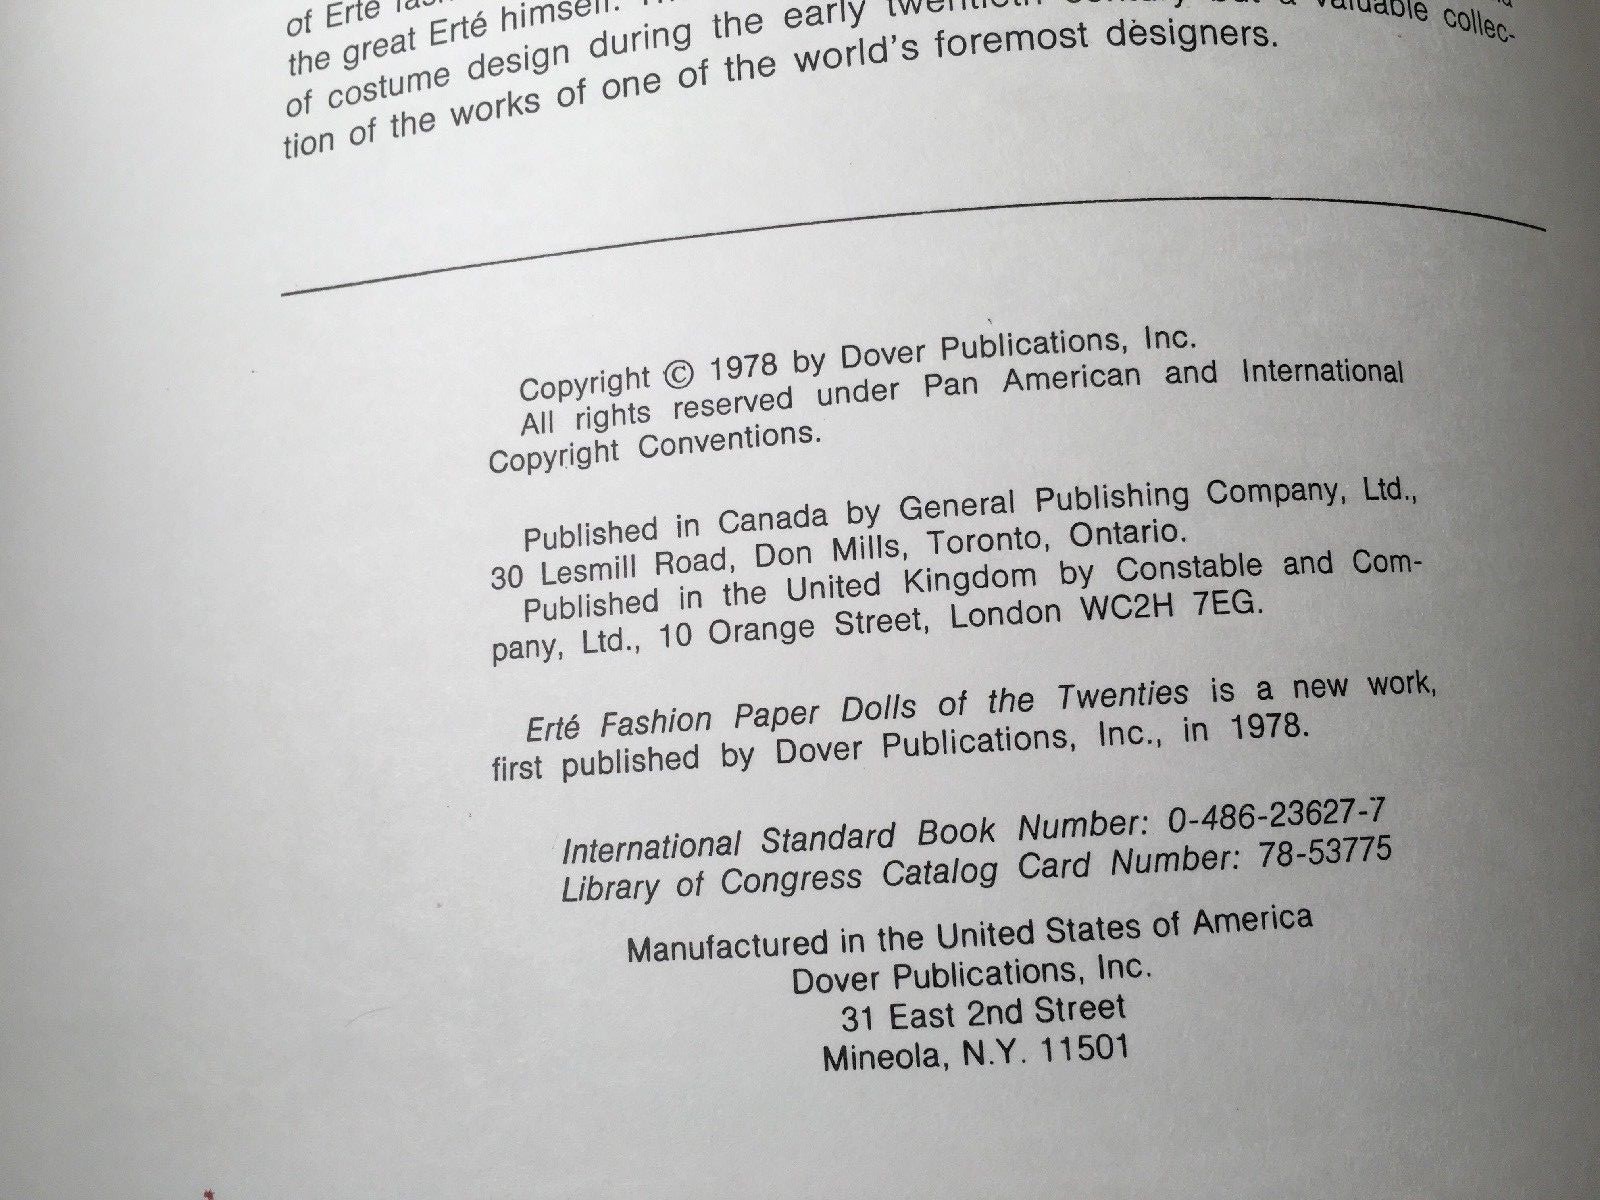 of Erté
the great Erté himself.
of costume design during the early twentieth century but a valuable collec-
tion of the works of one of the world's foremost designers.
Copyright © 1978 by Dover Publications, Inc.
All rights reserved under Pan American and International
Copyright Conventions.
Published in Canada by General Publishing Company, Ltd.,
30 Lesmill Road, Don Mills, Toronto, Ontario.
Published in the United Kingdom by Constable and Com-
pany, Ltd., 10 Orange Street, London WC2H 7EG.
Erté Fashion Paper Dolls of the Twenties is a new work,
first published by Dover Publications, Inc., in 1978.
International Standard Book Number: 0-486-23627-7
Library of Congress Catalog Card Number: 78-53775
Manufactured in the United States of America
Dover Publications, Inc.
31 East 2nd Street
Mineola, N.Y. 11501